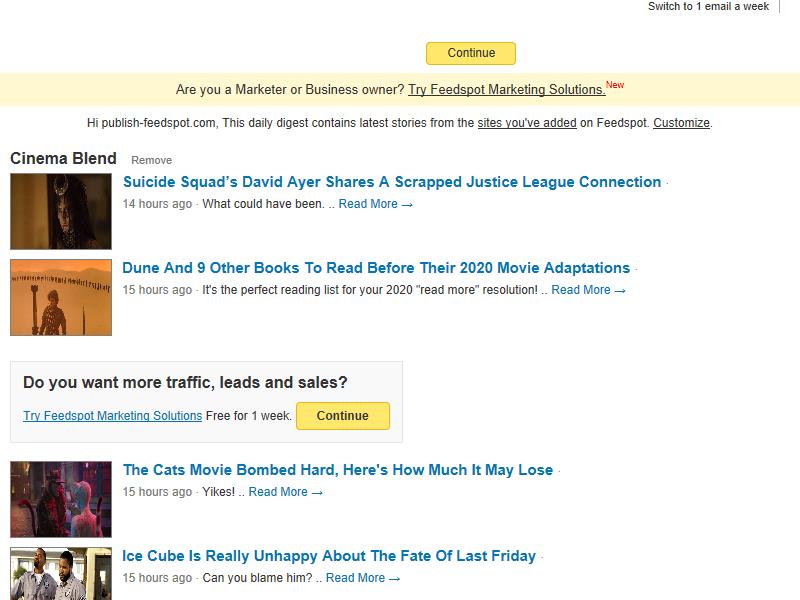 Switch to 1 email a week
Continue
Are you a Marketer or Business owner? Try Feedspot Marketing Solutions.New
Hi publish-feedspot.com, This daily digest contains latest stories from the sites you've added on Feedspot. Customize.
Cinema Blend Remove
Suicide Squad’s David Ayer Shares A Scrapped Justice League Connection ·
14 hours ago · What could have been. .. Read More →
Dune And 9 Other Books To Read Before Their 2020 Movie Adaptations ·
15 hours ago · It's the perfect reading list for your 2020 "read more" resolution! .. Read More →
Do you want more traffic, leads and sales?
Try Feedspot Marketing Solutions Free for 1 week. Continue
The Cats Movie Bombed Hard, Here's How Much It May Lose ·
15 hours ago · Yikes! .. Read More →
Ice Cube Is Really Unhappy About The Fate Of Last Friday ·
15 hours ago · Can you blame him? .. Read More →